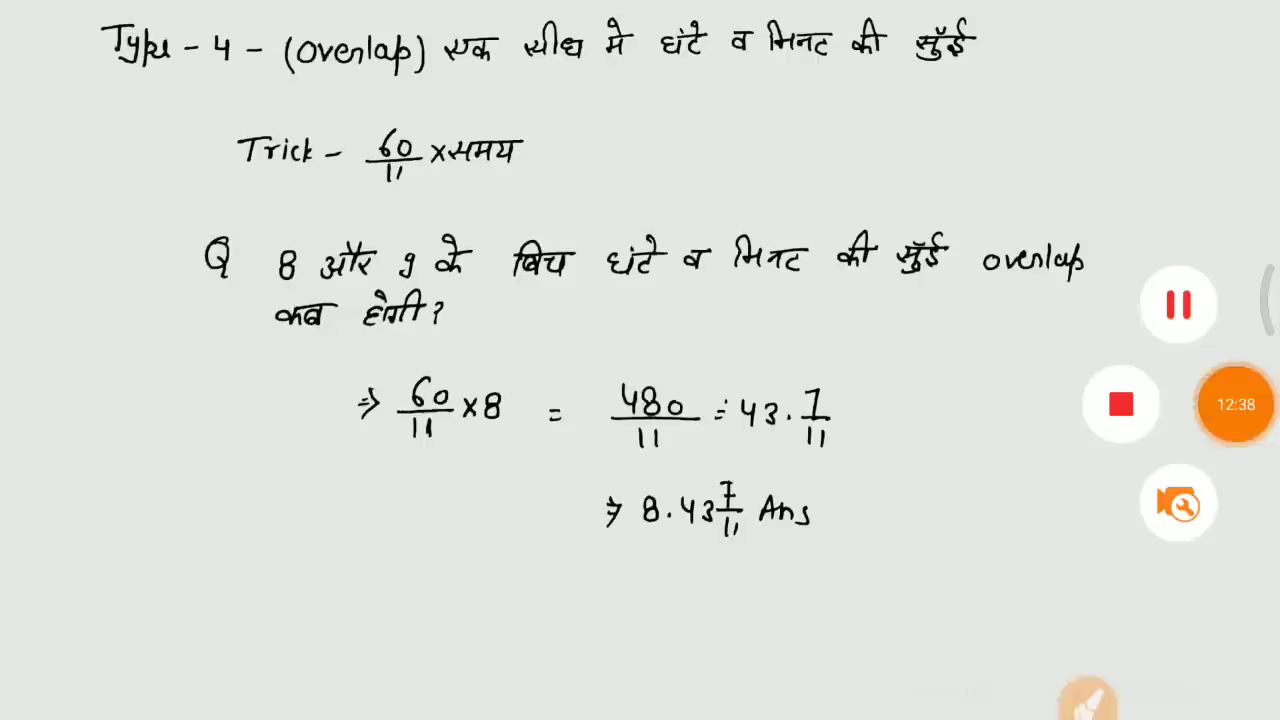 Type - 4 - (overlap) एक सीध मे घंटे व मिनट की सुॅई
Trick - 60/11 × समय
Q 8 और 9 के बिच घंटे व मिनट की सुॅई overlap
कब होगी?
⇒ 60/11 × 8 = 480/11 = 43. 7/11
12:38
⇒ 8.43 7/11 Ans